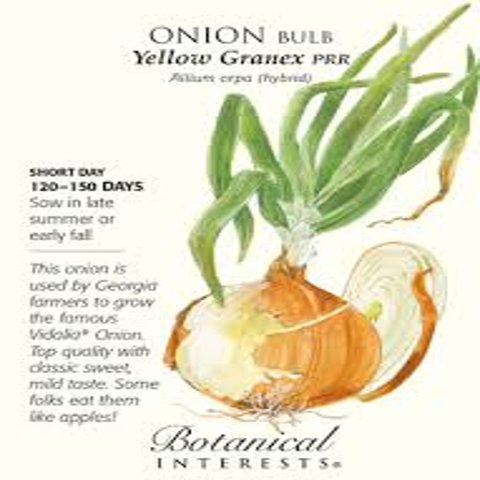 ONION BULB
Yellow Granex PRR
Allium cepa (hybrid)
SHORT DAY
120–150 DAYS
Sow in late
summer or
early fall
This onion is
used by Georgia
farmers to grow
the famous
Vidalia® Onion.
Top quality with
classic sweet,
mild taste. Some
folks eat them
like apples!
Botanical
INTERESTS®